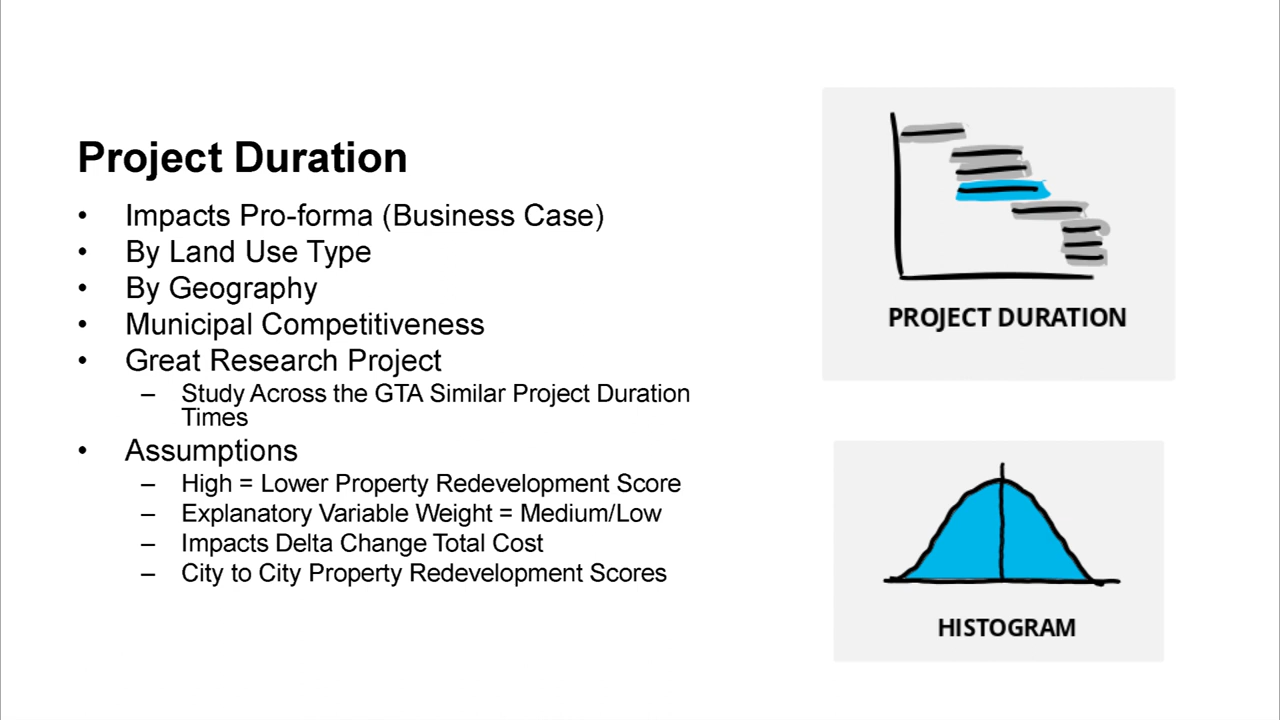 Project Duration
• Impacts Pro-forma (Business Case)
• By Land Use Type
• By Geography
• Municipal Competitiveness
• Great Research Project
– Study Across the GTA Similar Project Duration
Times
• Assumptions
– High = Lower Property Redevelopment Score
– Explanatory Variable Weight = Medium/Low
– Impacts Delta Change Total Cost
– City to City Property Redevelopment Scores
PROJECT DURATION
HISTOGRAM